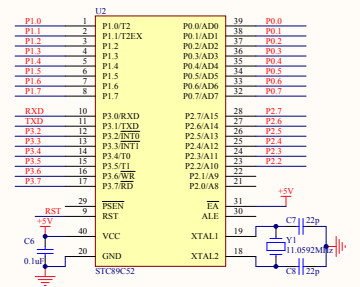 U2
P1.0 1 P1.0/T2 P0.0/AD0 39 P0.0
P1.1 2 P1.1/T2EX P0.1/AD1 38 P0.1
P1.2 3 P1.2 P0.2/AD2 37 P0.2
P1.3 4 P1.3 P0.3/AD3 36 P0.3
P1.4 5 P1.4 P0.4/AD4 35 P0.4
P1.5 6 P1.5 P0.5/AD5 34 P0.5
P1.6 7 P1.6 P0.6/AD6 33 P0.6
P1.7 8 P1.7 P0.7/AD7 32 P0.7
RXD 10 P3.0/RXD P2.7/A15 28 P2.7
TXD 11 P3.1/TXD P2.6/A14 27 P2.6
P3.2 12 P3.2/INT0 P2.5/A13 26 P2.5
P3.3 13 P3.3/INT1 P2.4/A12 25 P2.4
P3.4 14 P3.4/T0 P2.3/A11 24 P2.3
P3.5 15 P3.5/T1 P2.2/A10 23 P2.2
P3.6 16 P3.6/WR P2.1/A9 22
P3.7 17 P3.7/RD P2.0/A8 21
+5V
29 PSEN EA 31
RST 9 RST ALE 30
+5V C7 22p
40 VCC XTAL1 19
C6 Y1
0.1uF 11.0592MHz
20 GND XTAL2 18
C8 22p
STC89C52